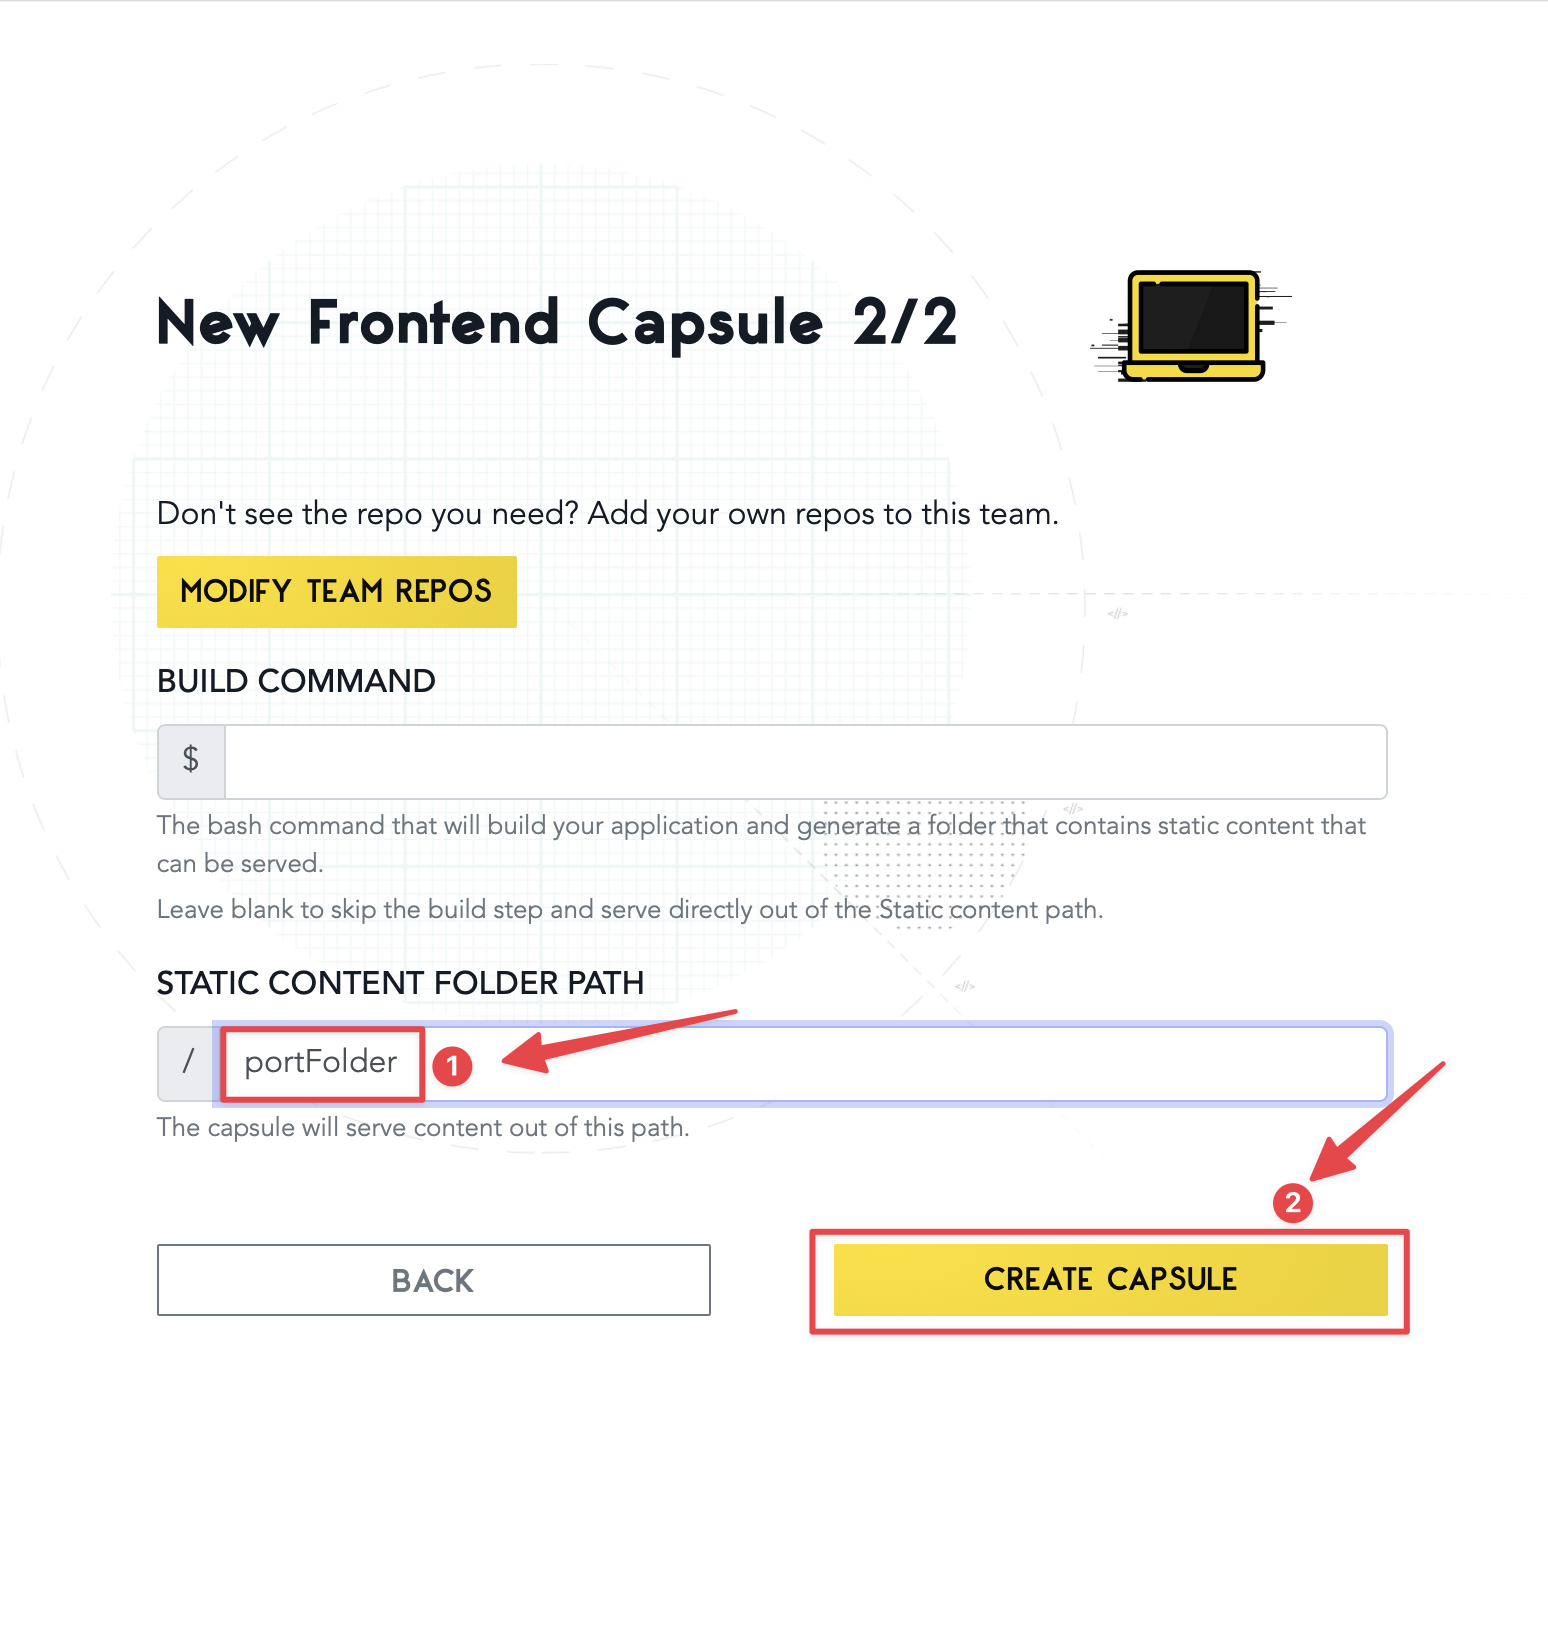 New Frontend Capsule 2/2
Don't see the repo you need? Add your own repos to this team.
MODIFY TEAM REPOS
</>
BUILD COMMAND
$
</>
The bash command that will build your application and generate a folder that contains static content that
can be served.
Leave blank to skip the build step and serve directly out of the Static content path.
STATIC CONTENT FOLDER PATH
</>
/ portFolder 1
The capsule will serve content out of this path.
2
BACK CREATE CAPSULE